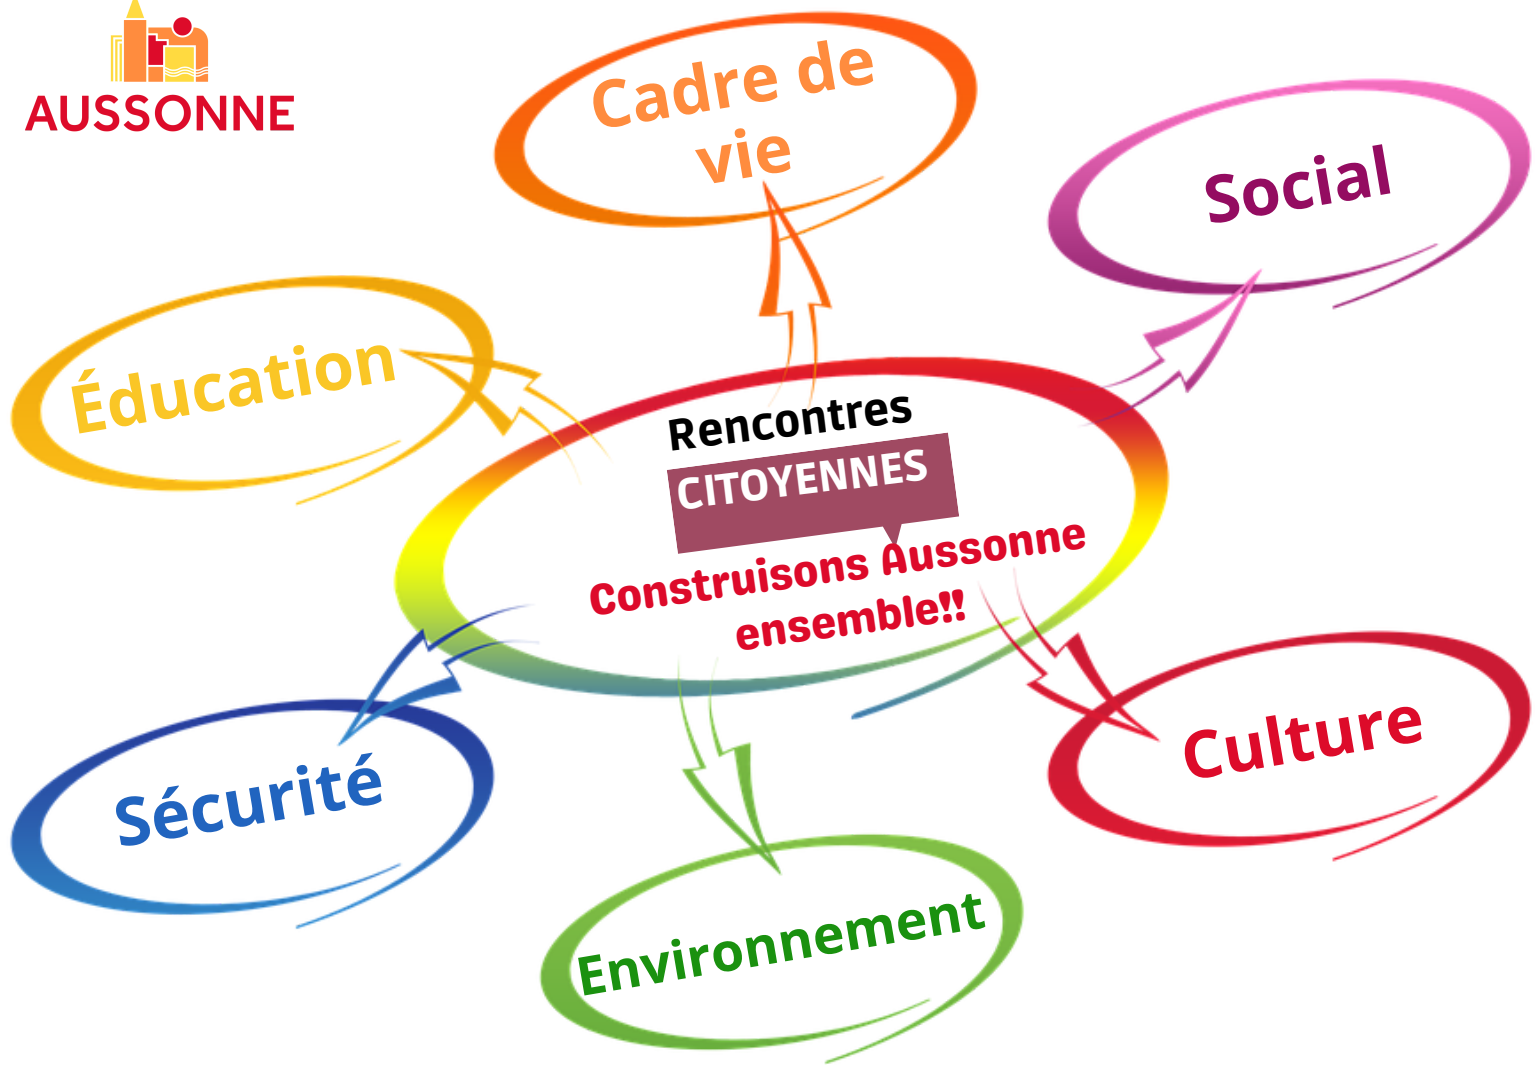 AUSSONNE
Cadre de
vie
Social
Éducation
Rencontres
CITOYENNES
Construisons Aussonne
ensemble!!
Sécurité
Culture
Environnement